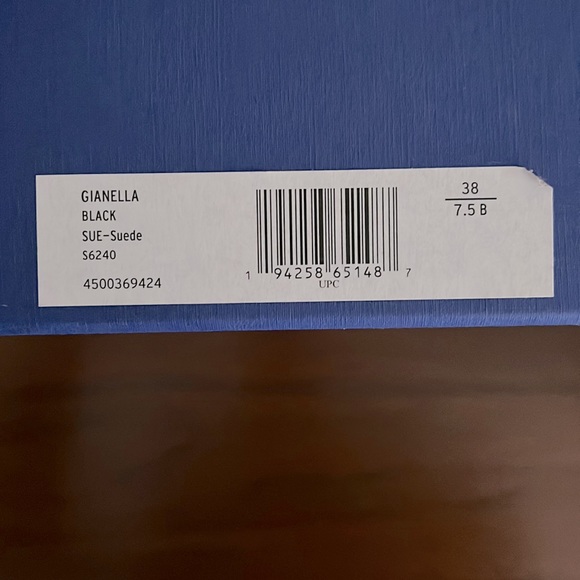 GIANELLA
BLACK
SUE-Suede
S6240
4500369424
1 94258 65148 7
UPC
38
7.5 B